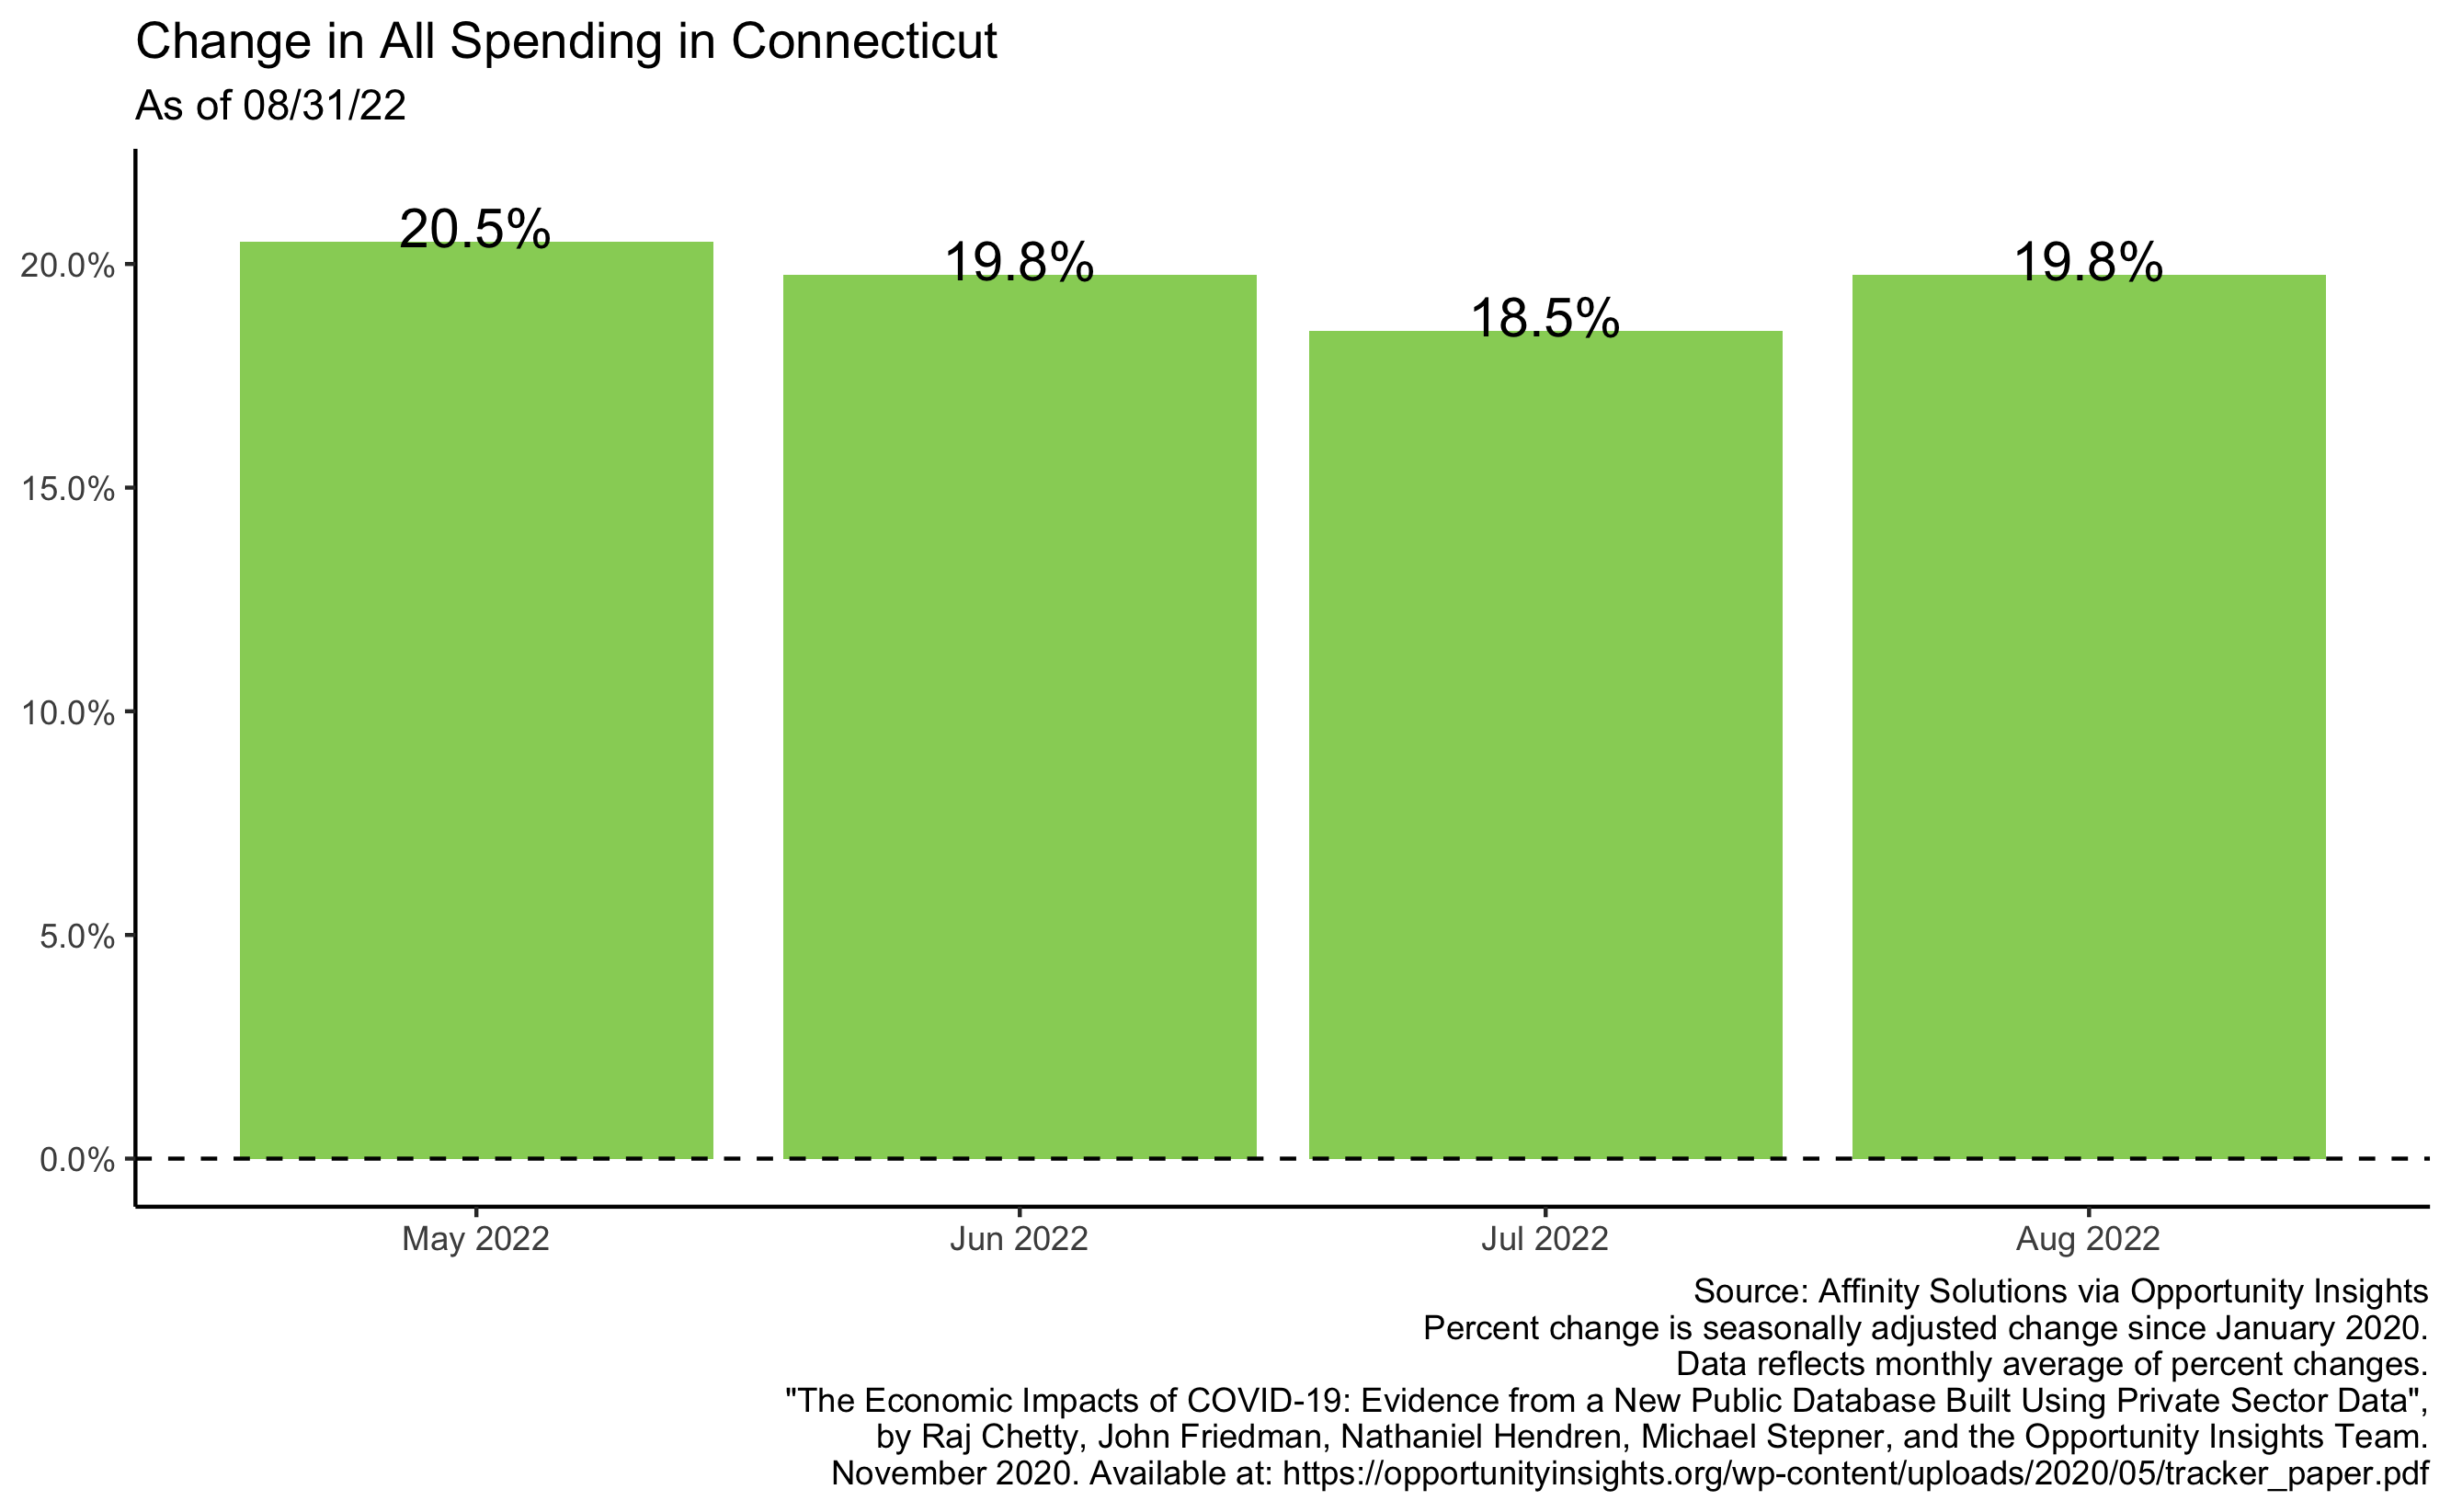 Change in All Spending in Connecticut
As of 08/31/22
20.5%
19.8%
18.5%
19.8%
20.0%
15.0%
10.0%
5.0%
0.0%
May 2022
Jun 2022
Jul 2022
Aug 2022
Source: Affinity Solutions via Opportunity Insights
Percent change is seasonally adjusted change since January 2020.
Data reflects monthly average of percent changes.
"The Economic Impacts of COVID-19: Evidence from a New Public Database Built Using Private Sector Data",
by Raj Chetty, John Friedman, Nathaniel Hendren, Michael Stepner, and the Opportunity Insights Team.
November 2020. Available at: https://opportunityinsights.org/wp-content/uploads/2020/05/tracker_paper.pdf